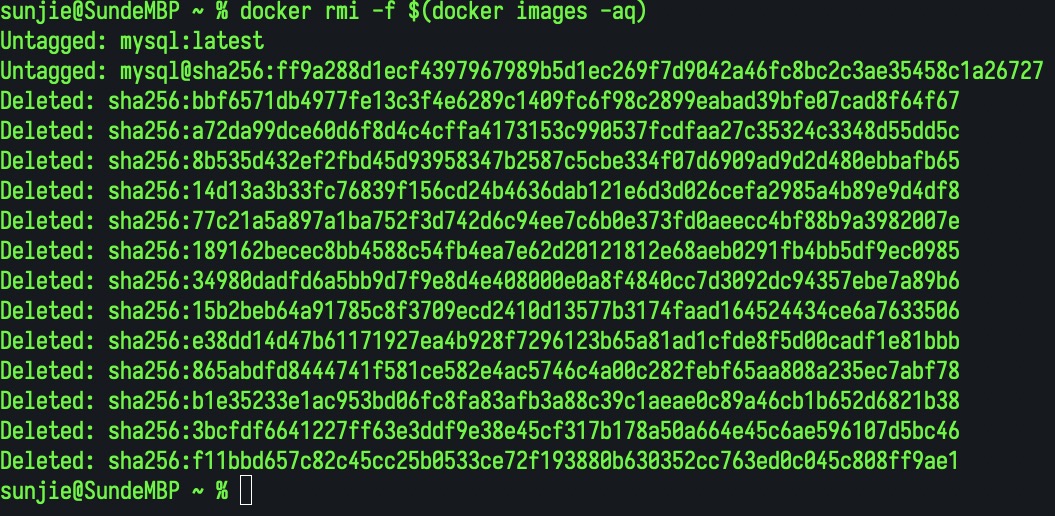 sunjie@SundeMBP ~ % docker rmi -f $(docker images -aq)
Untagged: mysql:latest
Untagged: mysql@sha256:ff9a288d1ecf4397967989b5d1ec269f7d9042a46fc8bc2c3ae35458c1a26727
Deleted: sha256:bbf6571db4977fe13c3f4e6289c1409fc6f98c2899eabad39bfe07cad8f64f67
Deleted: sha256:a72da99dce60d6f8d4c4cffa4173153c990537fcdfaa27c35324c3348d55dd5c
Deleted: sha256:8b535d432ef2fbd45d93958347b2587c5cbe334f07d6909ad9d2d480ebbafb65
Deleted: sha256:14d13a3b33fc76839f156cd24b4636dab121e6d3d026cefa2985a4b89e9d4df8
Deleted: sha256:77c21a5a897a1ba752f3d742d6c94ee7c6b0e373fd0aeecc4bf88b9a3982007e
Deleted: sha256:189162becec8bb4588c54fb4ea7e62d20121812e68aeb0291fb4bb5df9ec0985
Deleted: sha256:34980dadfd6a5bb9d7f9e8d4e408000e0a8f4840cc7d3092dc94357ebe7a89b6
Deleted: sha256:15b2beb64a91785c8f3709ecd2410d13577b3174faad164524434ce6a7633506
Deleted: sha256:e38dd14d47b61171927ea4b928f7296123b65a81ad1cfde8f5d00cadf1e81bbb
Deleted: sha256:865abdfd8444741f581ce582e4ac5746c4a00c282febf65aa808a235ec7abf78
Deleted: sha256:b1e35233e1ac953bd06fc8fa83afb3a88c39c1aeae0c89a46cb1b652d6821b38
Deleted: sha256:3bcfdf6641227ff63e3ddf9e38e45cf317b178a50a664e45c6ae596107d5bc46
Deleted: sha256:f11bbd657c82c45cc25b0533ce72f193880b630352cc763ed0c045c808ff9ae1
sunjie@SundeMBP ~ %